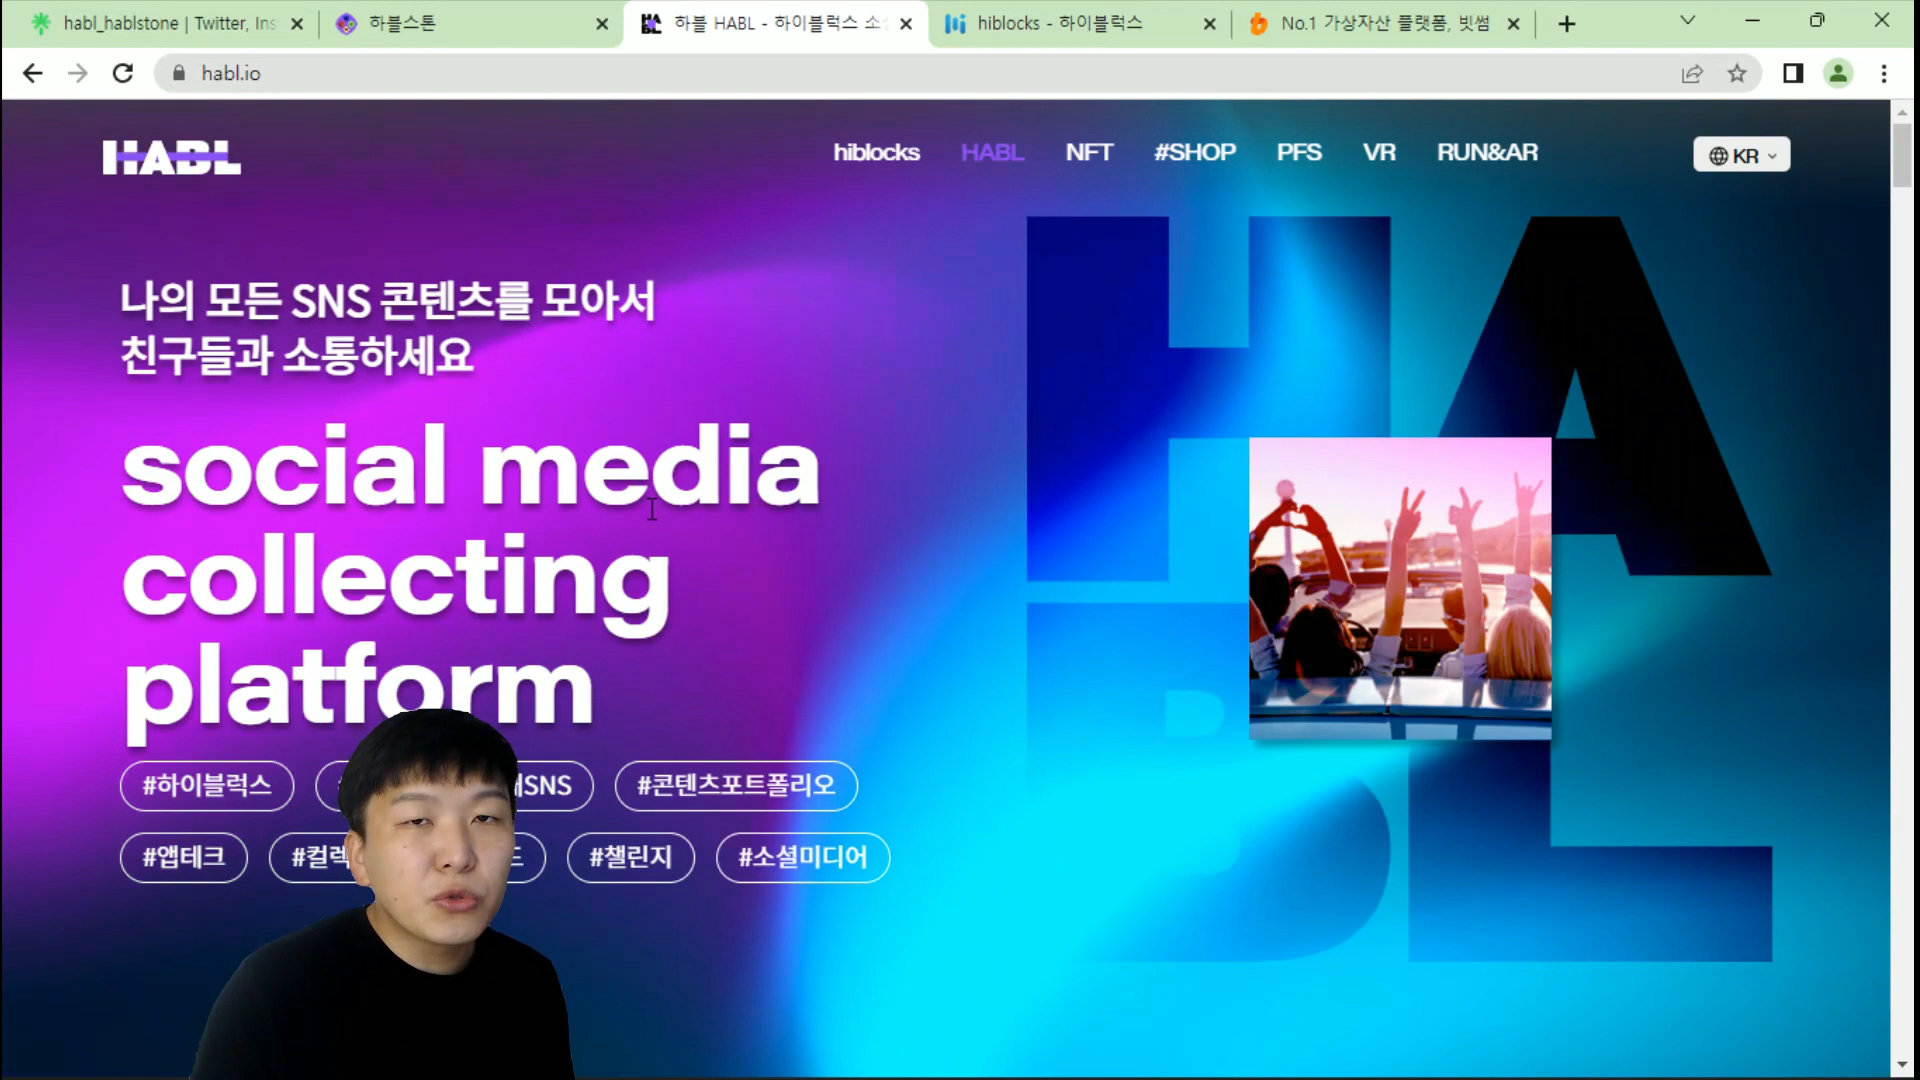 habl_hablstone | Twitter, Ins
하블스톤
하블 HABL - 하이블럭스 소
hiblocks - 하이블럭스
No.1 가상자산 플랫폼, 빗썸
habl.io
HABL
hiblocks HABL NFT #SHOP PFS VR RUN&AR
KR
나의 모든 SNS 콘텐츠를 모아서
친구들과 소통하세요
social media
collecting
platform
HA
BL
#하이블럭스 SNS #콘텐츠포트폴리오
#앱테크 #컬렉 드 #챌린지 #소셜미디어